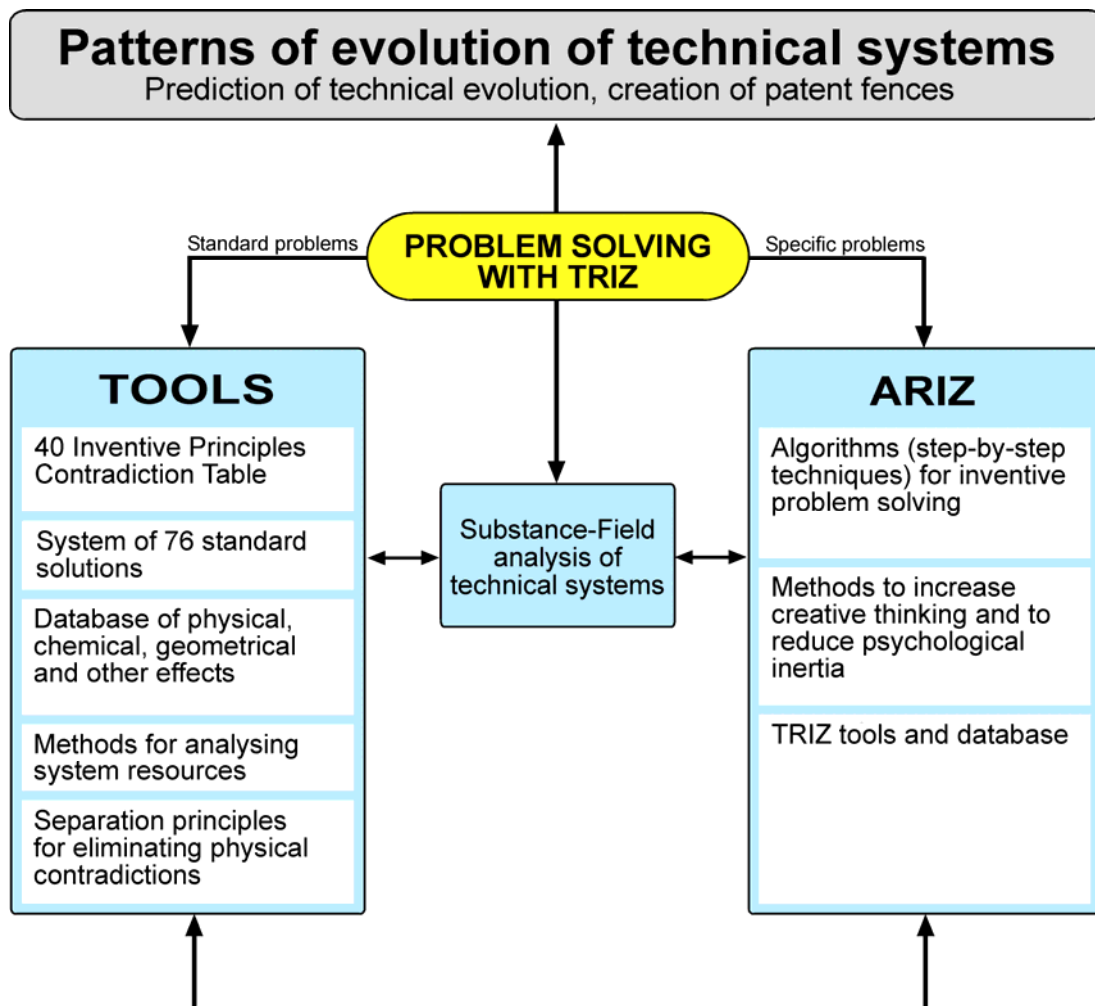 Patterns of evolution of technical systems
Prediction of technical evolution, creation of patent fences
Standard problems
PROBLEM SOLVING
WITH TRIZ
Specific problems
TOOLS
40 Inventive Principles
Contradiction Table
System of 76 standard
solutions
Database of physical,
chemical, geometrical
and other effects
Methods for analysing
system resources
Separation principles
for eliminating physical
contradictions
Substance-Field
analysis of
technical systems
ARIZ
Algorithms (step-by-step
techniques) for inventive
problem solving
Methods to increase
creative thinking and to
reduce psychological
inertia
TRIZ tools and database